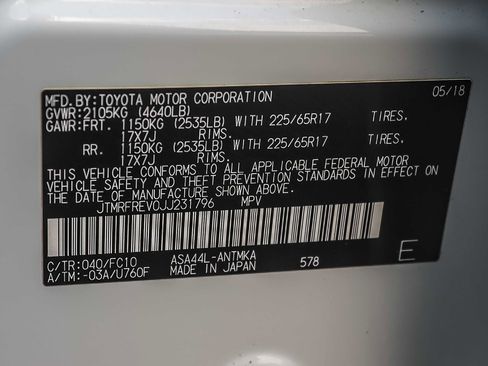 MFD.BY:TOYOTA MOTOR CORPORATION 05/18
GVWR:2105KG (4640LB)
GAWR:FRT. 1150KG (2535LB) WITH 225/65R17 TIRES.
17X7J RIMS.
RR. 1150KG (2535LB) WITH 225/65R17 TIRES.
17X7J RIMS.
THIS VEHICLE CONFORMS TO ALL APPLICABLE FEDERAL MOTOR
VEHICLE SAFETY AND THEFT PREVENTION STANDARDS IN EFFECT ON
THE DATE OF MANUFACTURE SHOWN ABOVE.
JTMRFREV0JJ231796 MPV
C/TR:040/FC10 ASA44L-ANTMKA
A/TM:-03A/U760F MADE IN JAPAN 578 E